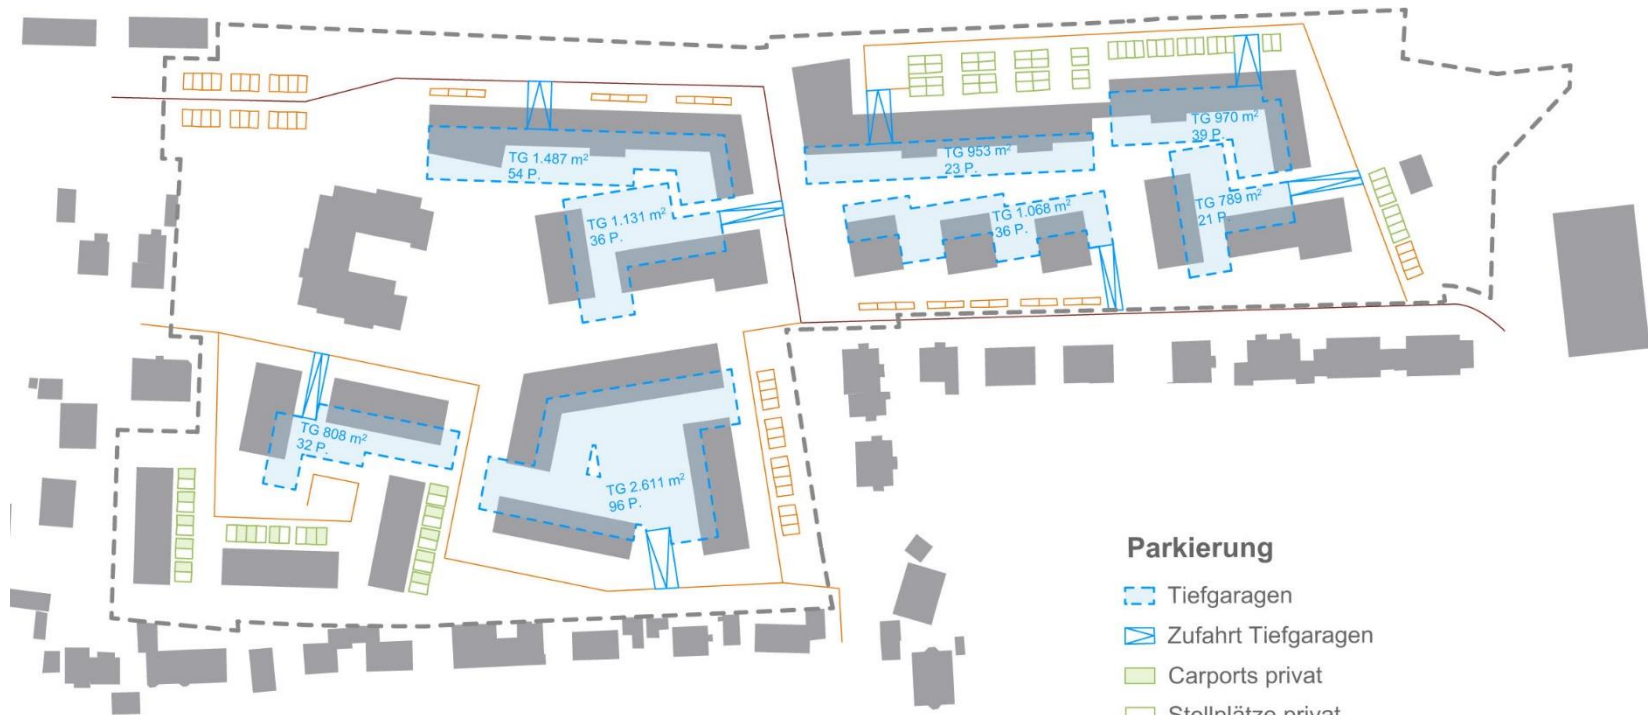 TG 1.487 m²
54 P.
TG 1.131 m²
36 P.
TG 953 m²
23 P.
TG 970 m²
39 P.
TG 1.068 m²
36 P.
TG 789 m²
21 P.
TG 808 m²
32 P.
TG 2.611 m²
96 P.
Parkierung
Tiefgaragen
Zufahrt Tiefgaragen
Carports privat
Stellplätze privat